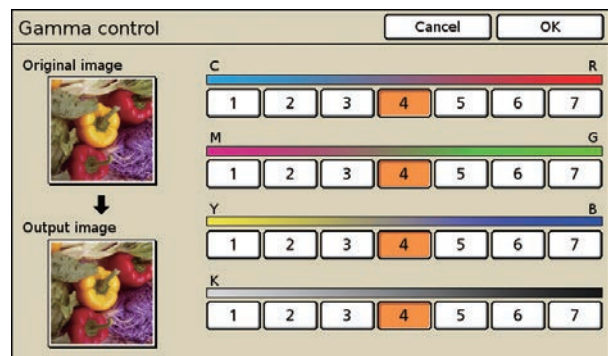 Gamma control
Cancel
OK
Original image
Output image
C R
1 2 3 4 5 6 7
M G
1 2 3 4 5 6 7
Y B
1 2 3 4 5 6 7
K
1 2 3 4 5 6 7